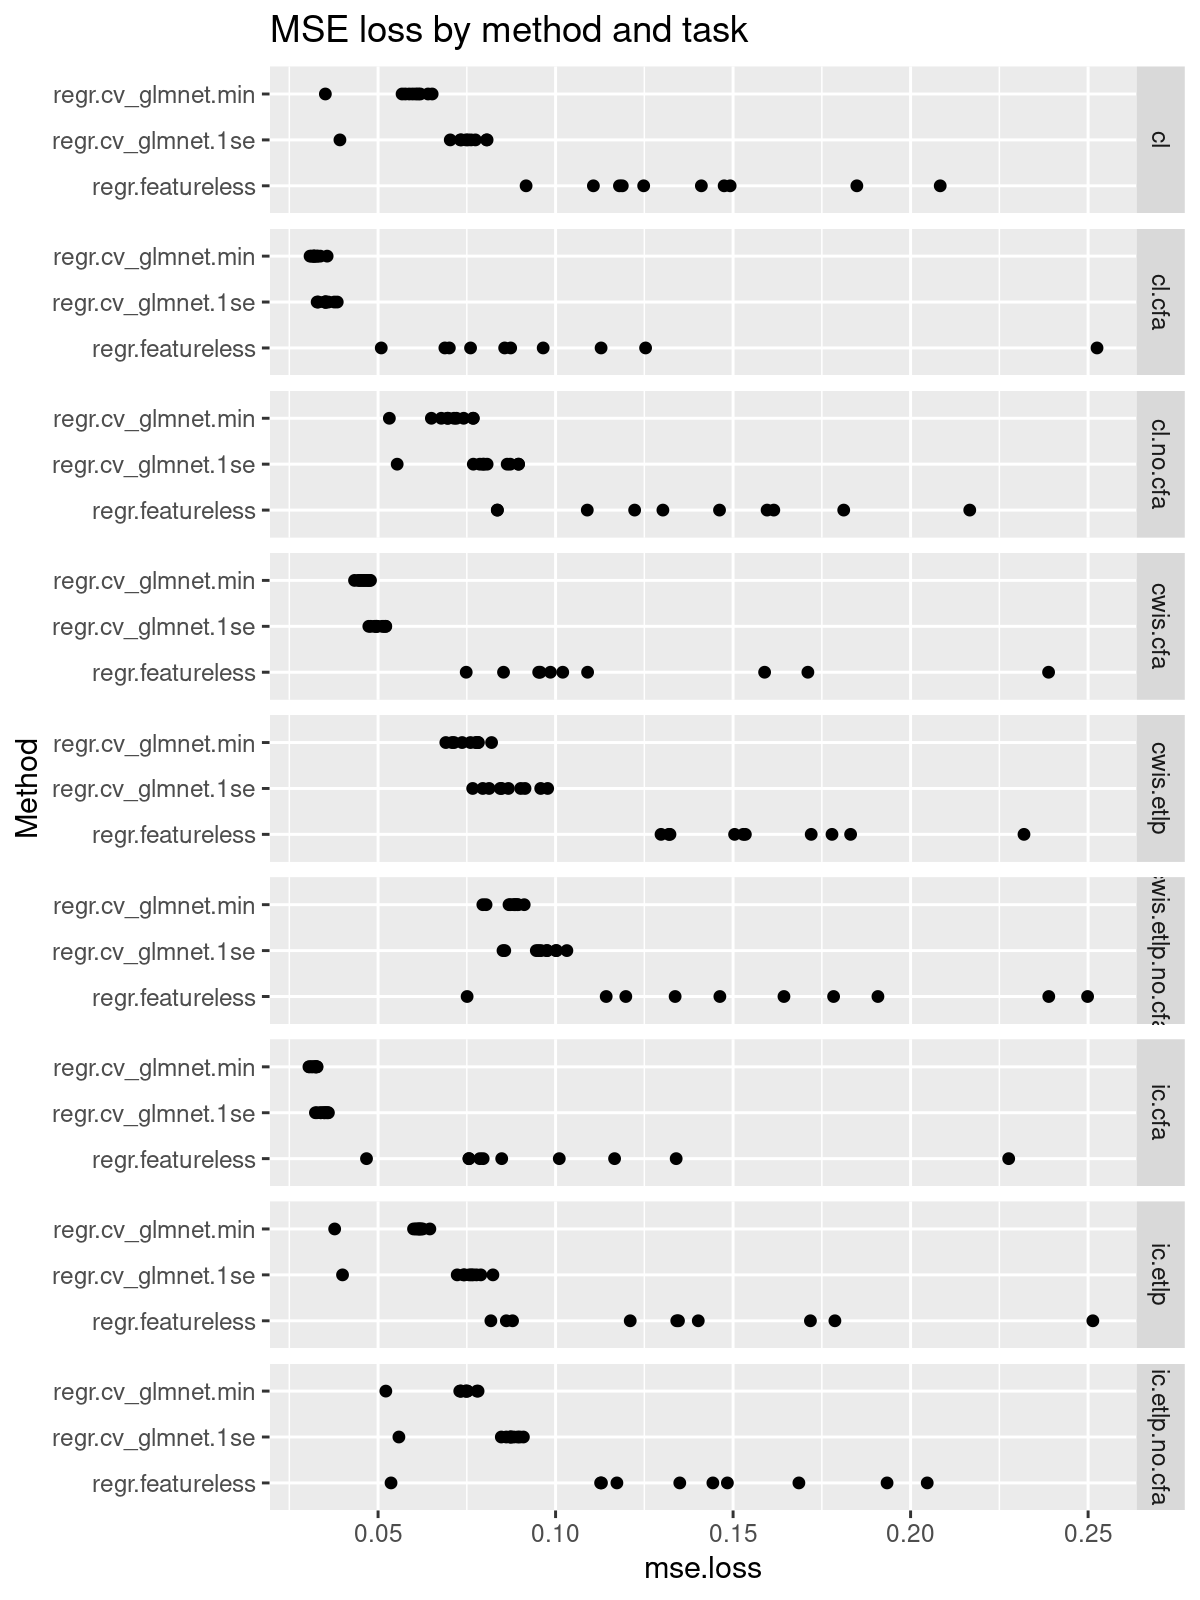 MSE loss by method and task
regr.cv_glmnet.min
regr.cv_glmnet.1se
regr.featureless
cl
regr.cv_glmnet.min
regr.cv_glmnet.1se
regr.featureless
cl.cfa
regr.cv_glmnet.min
regr.cv_glmnet.1se
regr.featureless
cl.no.cfa
regr.cv_glmnet.min
regr.cv_glmnet.1se
regr.featureless
cwis.cfa
Method
regr.cv_glmnet.min
regr.cv_glmnet.1se
regr.featureless
cwis.etlp
regr.cv_glmnet.min
regr.cv_glmnet.1se
regr.featureless
cwis.etlp.no.cfa
regr.cv_glmnet.min
regr.cv_glmnet.1se
regr.featureless
ic.cfa
regr.cv_glmnet.min
regr.cv_glmnet.1se
regr.featureless
ic.etlp
regr.cv_glmnet.min
regr.cv_glmnet.1se
regr.featureless
ic.etlp.no.cfa
0.05 0.10 0.15 0.20 0.25
mse.loss